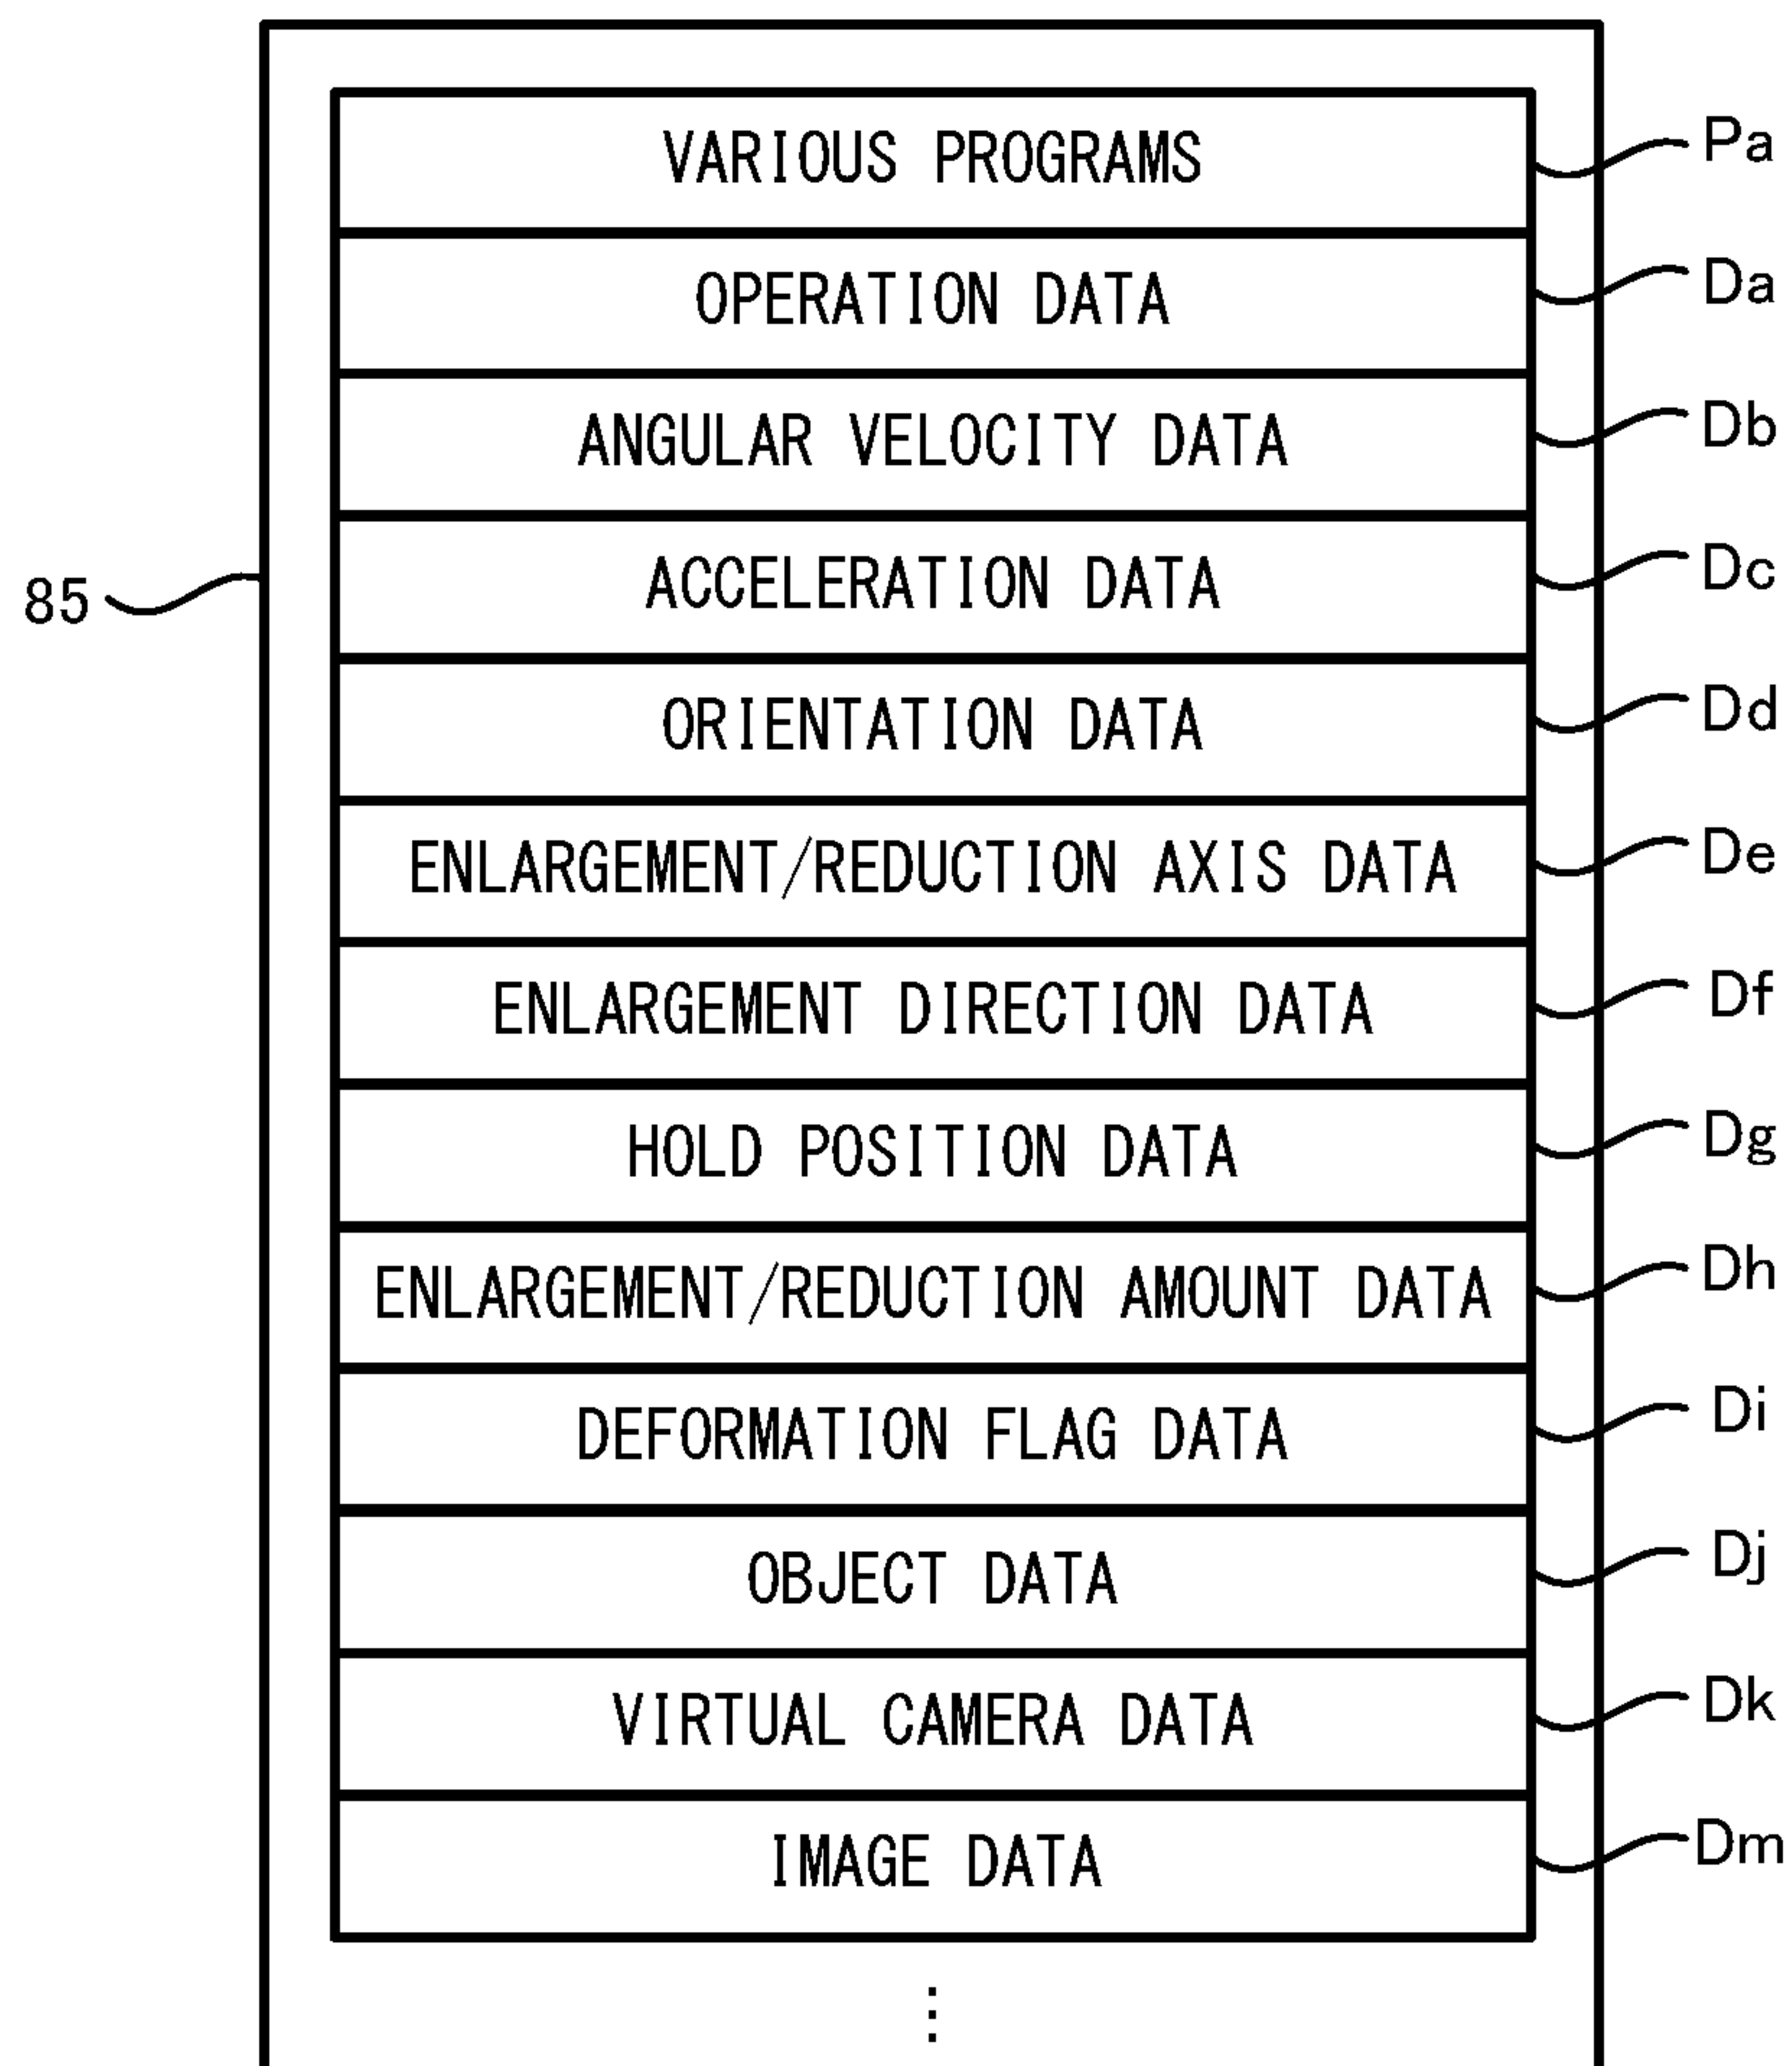 VARIOUS PROGRAMS Pa
OPERATION DATA Da
ANGULAR VELOCITY DATA Db
85 ACCELERATION DATA Dc
ORIENTATION DATA Dd
ENLARGEMENT/REDUCTION AXIS DATA De
ENLARGEMENT DIRECTION DATA Df
HOLD POSITION DATA Dg
ENLARGEMENT/REDUCTION AMOUNT DATA Dh
DEFORMATION FLAG DATA Di
OBJECT DATA Dj
VIRTUAL CAMERA DATA Dk
IMAGE DATA Dm
⋮